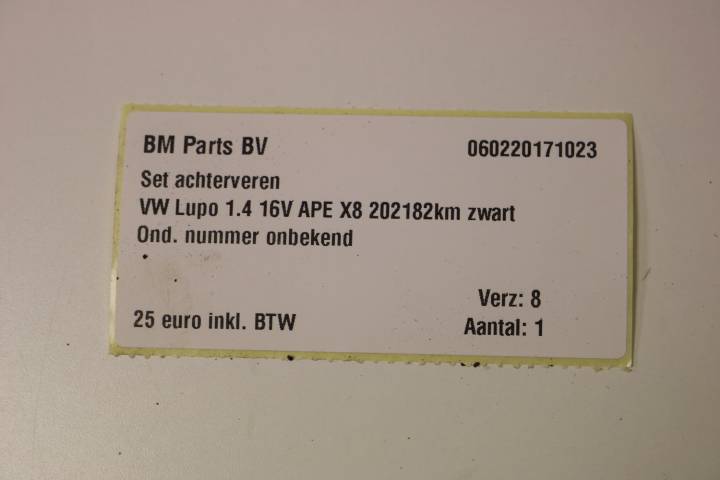 BM Parts BV 060220171023
Set achterveren
VW Lupo 1.4 16V APE X8 202182km zwart
Ond. nummer onbekend
Verz: 8
25 euro inkl. BTW Aantal: 1